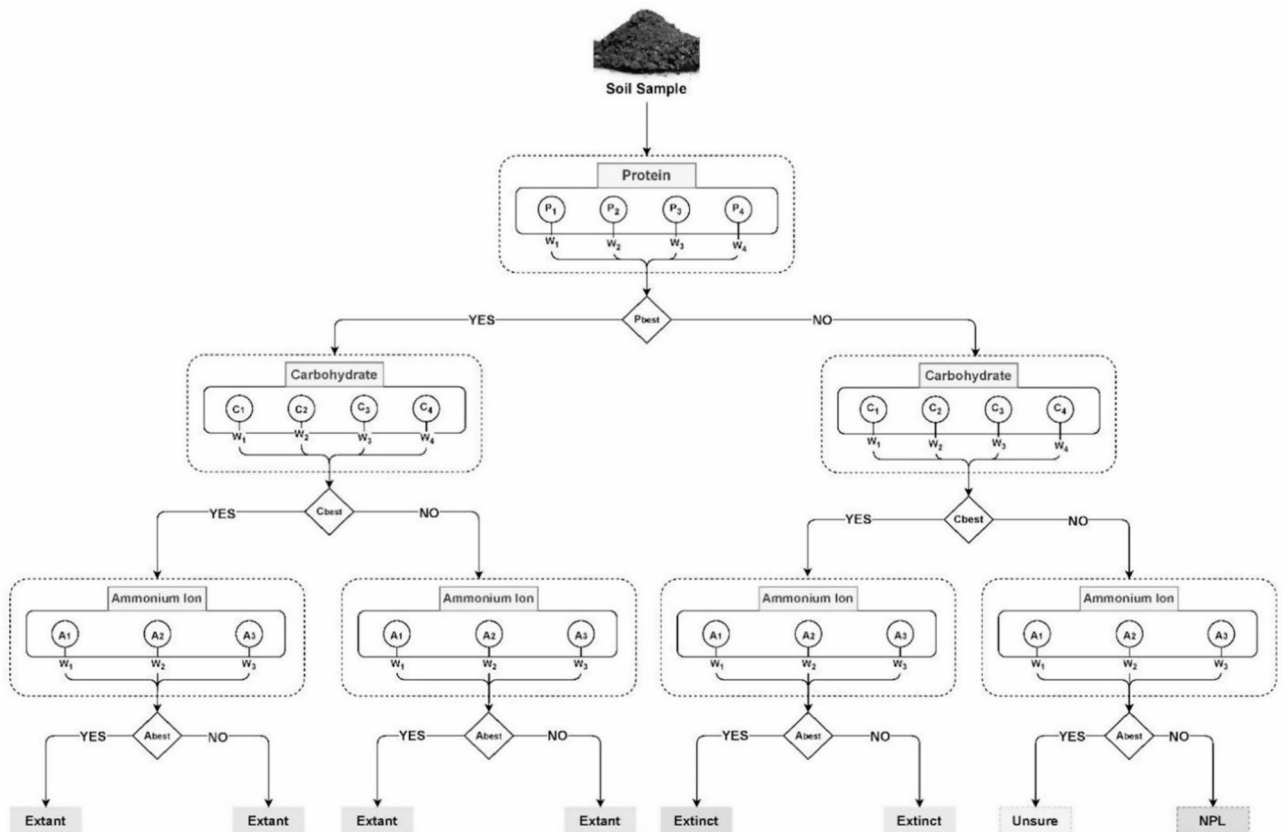 Soil Sample
Protein
P1 P2 P3 P4
W1 W2 W3 W4
YES Pbest NO
Carbohydrate Carbohydrate
C1 C2 C3 C4 C1 C2 C3 C4
W1 W2 W3 W4 W1 W2 W3 W4
YES Cbest NO YES Cbest NO
Ammonium Ion Ammonium Ion Ammonium Ion Ammonium Ion
A1 A2 A3 A1 A2 A3 A1 A2 A3 A1 A2 A3
W1 W2 W3 W1 W2 W3 W1 W2 W3 W1 W2 W3
YES Abest NO YES Abest NO YES Abest NO YES Abest NO
Extant Extant Extant Extant Extinct Extinct Unsure NPL